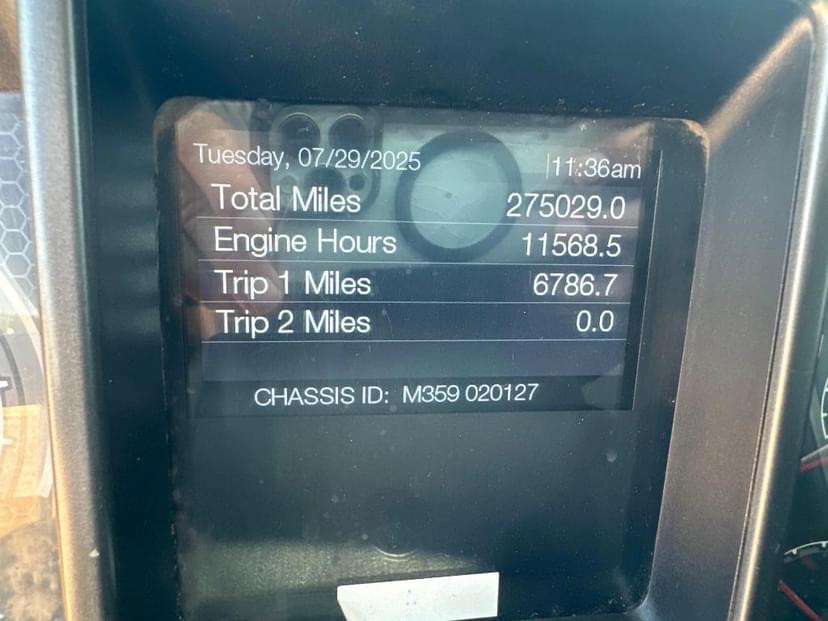 Tuesday, 07/29/2025 11:36am
Total Miles 275029.0
Engine Hours 11568.5
Trip 1 Miles 6786.7
Trip 2 Miles 0.0
CHASSIS ID: M359 020127